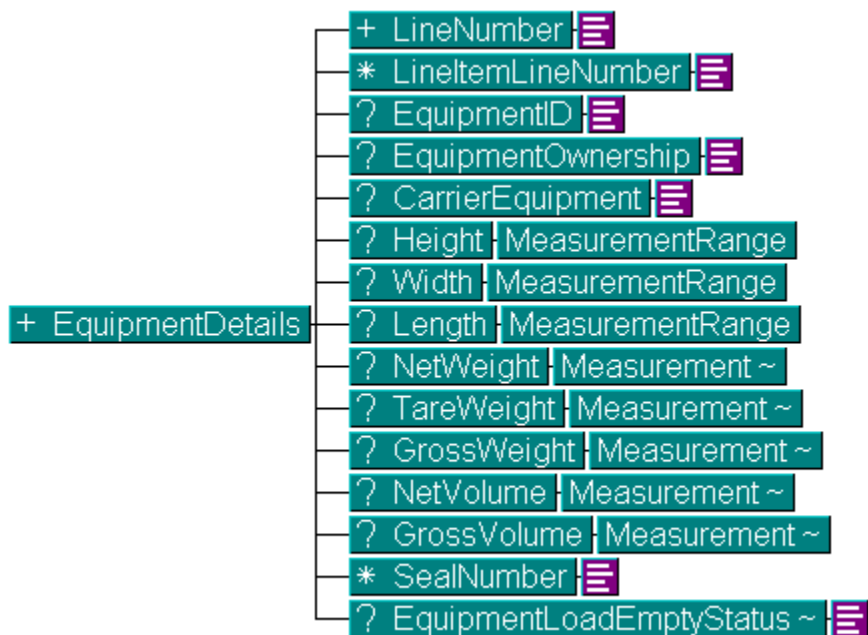 + LineNumber
* LineItemLineNumber
? EquipmentID
? EquipmentOwnership
? CarrierEquipment
? Height MeasurementRange
? Width MeasurementRange
+ EquipmentDetails
? Length MeasurementRange
? NetWeight Measurement ~
? TareWeight Measurement ~
? GrossWeight Measurement ~
? NetVolume Measurement ~
? GrossVolume Measurement ~
* SealNumber
? EquipmentLoadEmptyStatus ~